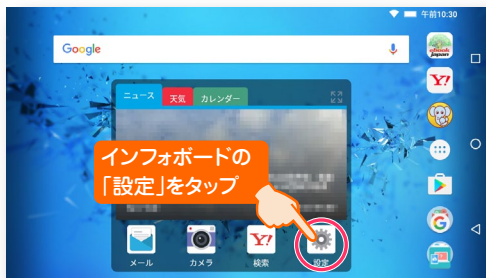 午前10:30
Google
ebook
japan
Y!
ニュース
天気
カレンダー
インフォボードの
「設定」をタップ
メール
カメラ
Y!
検索
設定
G